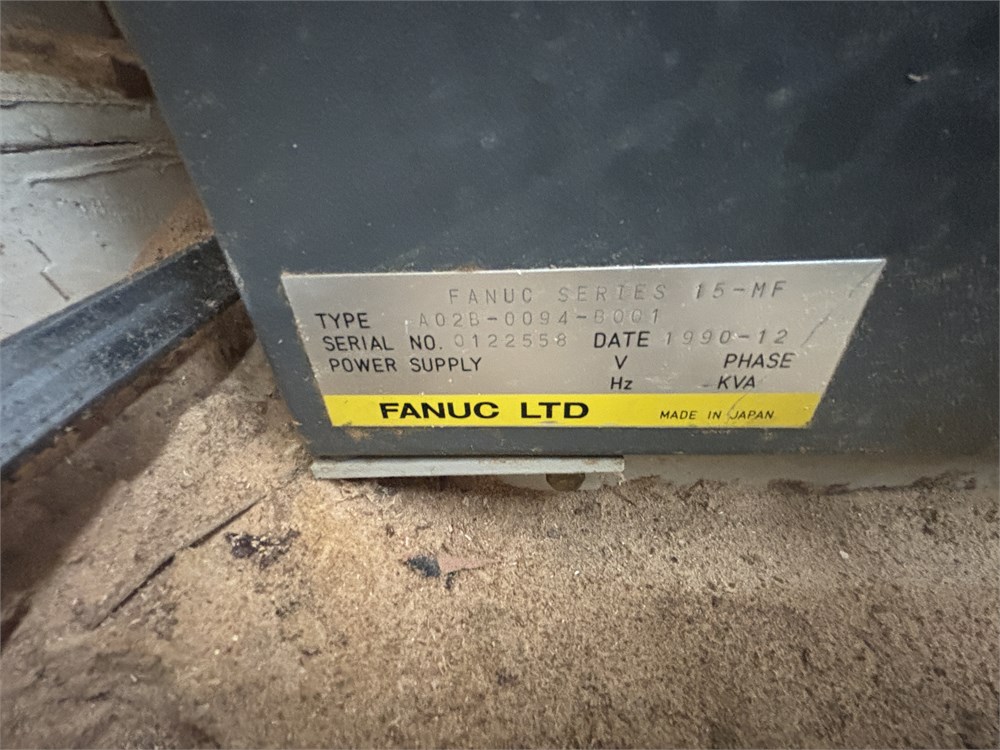 FANUC SERIES 15-MF
TYPE A02B-0094-B001
SERIAL NO. 0122558 DATE 1990-12
POWER SUPPLY V PHASE
Hz KVA
FANUC LTD MADE IN JAPAN